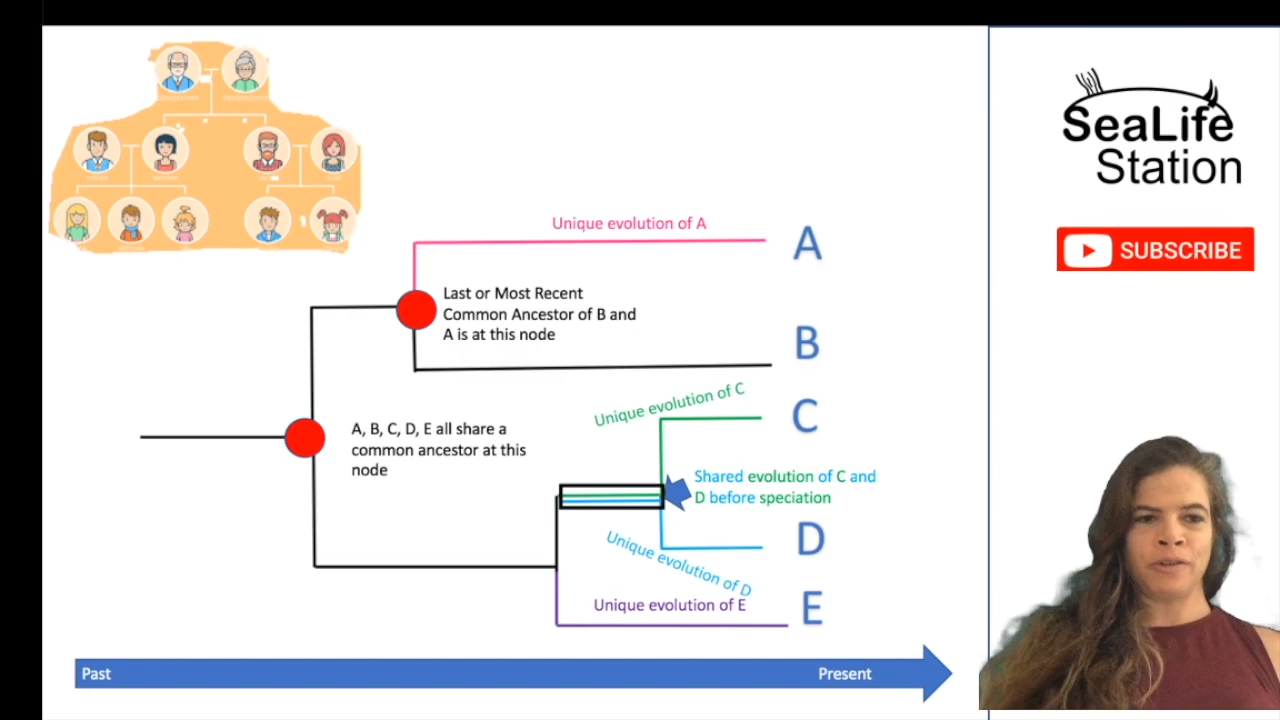 SeaLife
Station
SUBSCRIBE
Unique evolution of A
A
Last or Most Recent
Common Ancestor of B and
A is at this node
B
Unique evolution of C
C
A, B, C, D, E all share a
common ancestor at this
node
Shared evolution of C and
D before speciation
D
Unique evolution of D
Unique evolution of E
E
Past
Present